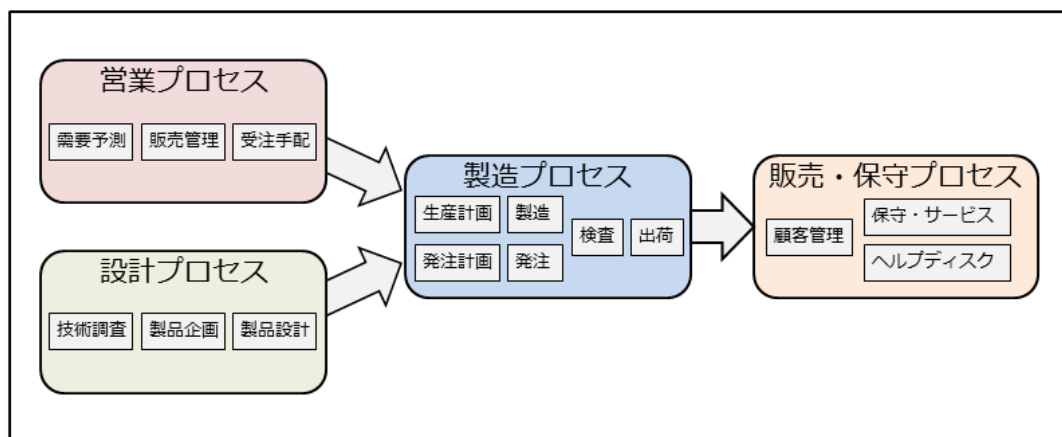 営業プロセス
需要予測 販売管理 受注手配
設計プロセス
技術調査 製品企画 製品設計
製造プロセス
生産計画 製造
発注計画 発注
検査 出荷
販売・保守プロセス
顧客管理
保守・サービス
ヘルプディスク